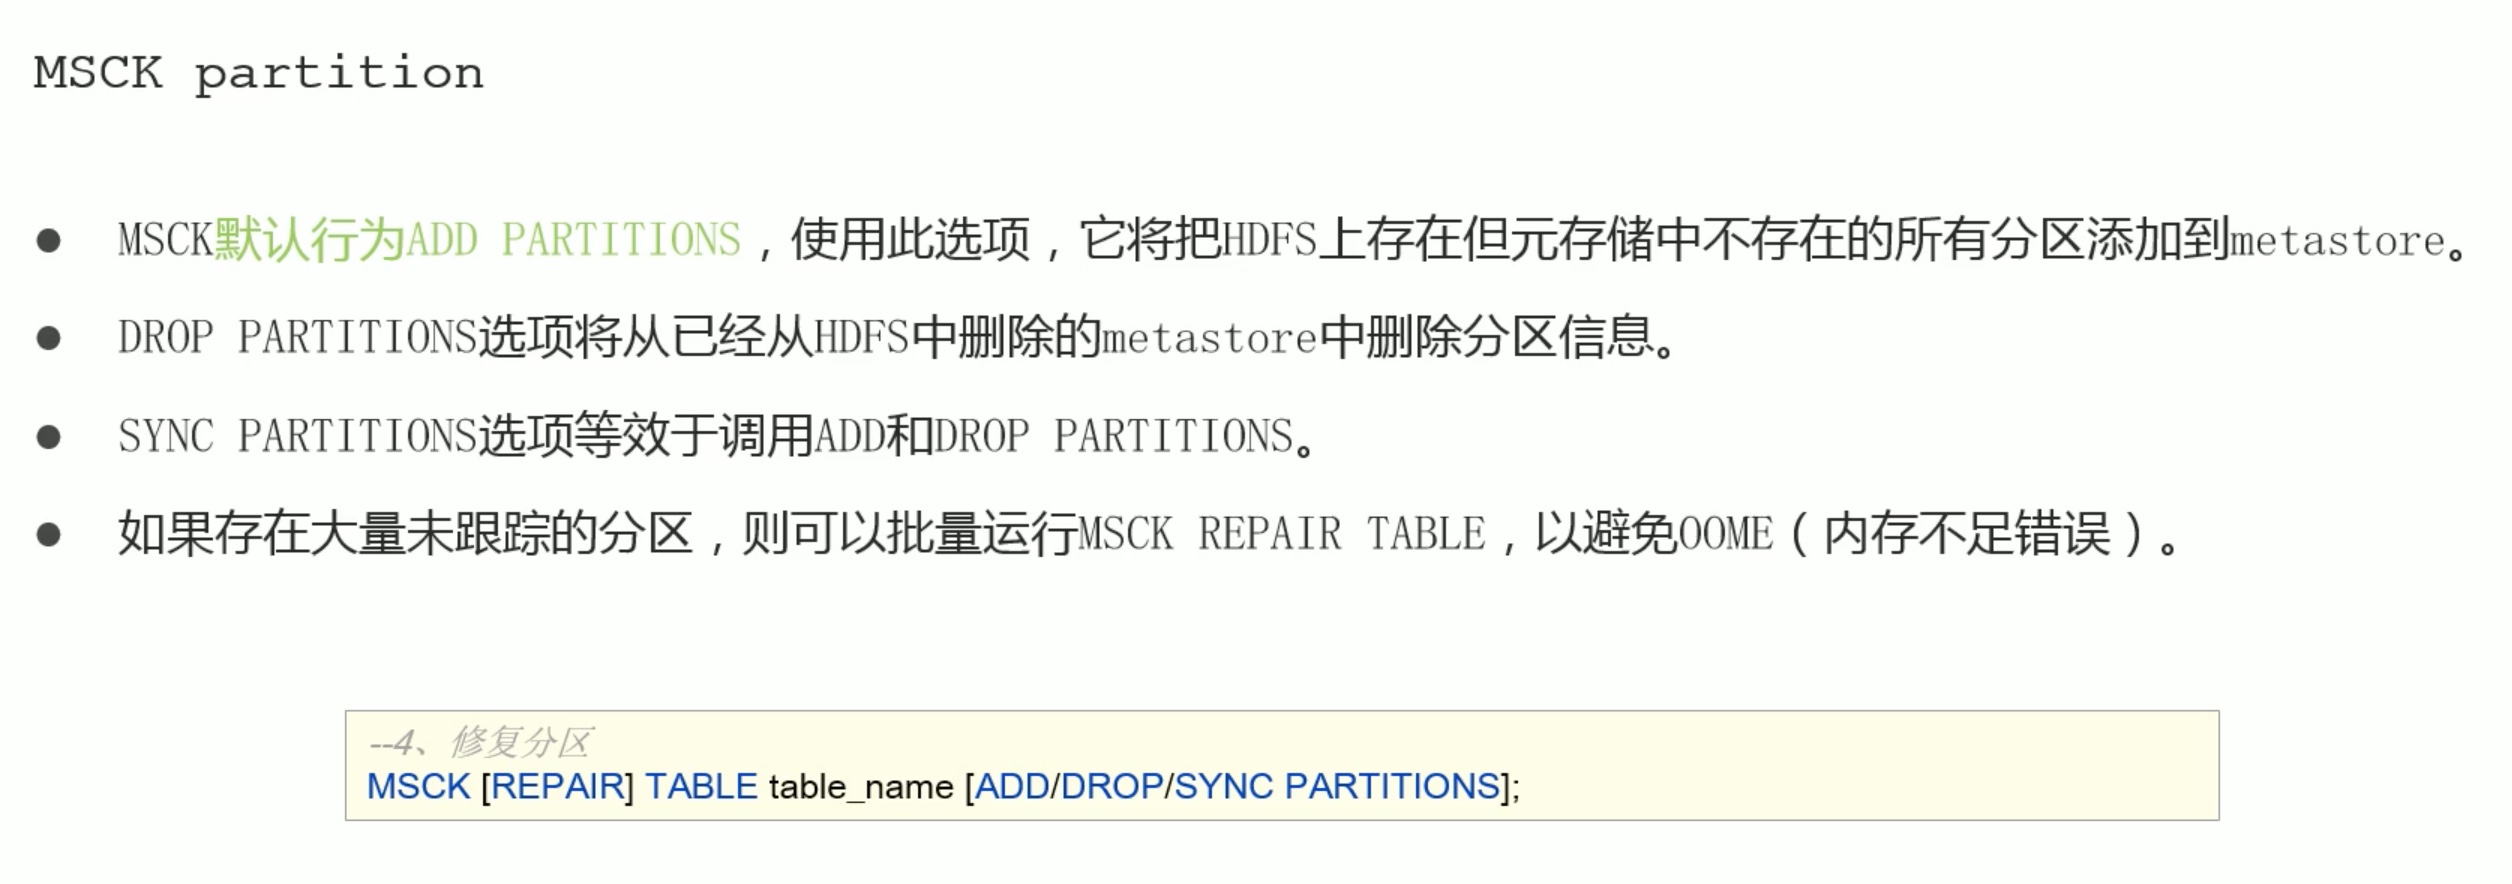 MSCK partition
● MSCK默认行为ADD PARTITIONS，使用此选项，它将把HDFS上存在但元存储中不存在的所有分区添加到metastore。
● DROP PARTITIONS选项将从已经从HDFS中删除的metastore中删除分区信息。
● SYNC PARTITIONS选项等效于调用ADD和DROP PARTITIONS。
● 如果存在大量未跟踪的分区，则可以批量运行MSCK REPAIR TABLE，以避免OOME（内存不足错误）。
--4、修复分区
MSCK [REPAIR] TABLE table_name [ADD/DROP/SYNC PARTITIONS];